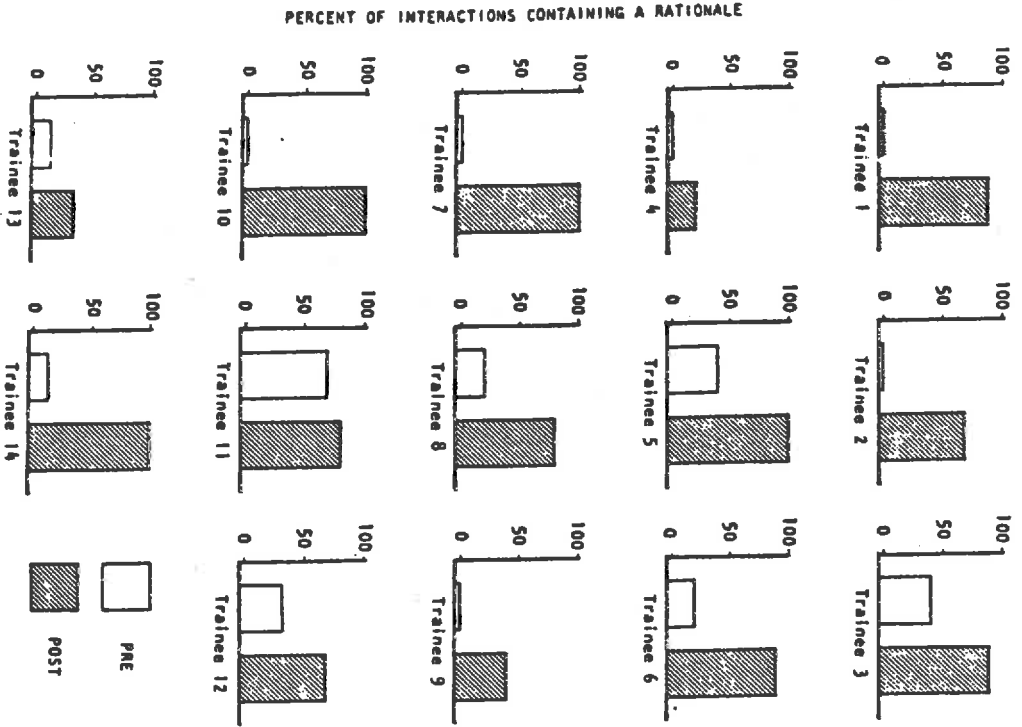 PERCENT OF INTERACTIONS CONTAINING A RATIONALE
100
50
0
Trainee 1
100
50
0
Trainee 2
100
50
0
Trainee 3
100
50
0
Trainee 4
100
50
0
Trainee 5
100
50
0
Trainee 6
100
50
0
Trainee 7
100
50
0
Trainee 8
100
50
0
Trainee 9
100
50
0
Trainee 10
100
50
0
Trainee 11
100
50
0
Trainee 12
100
50
0
Trainee 13
100
50
0
Trainee 14
PRE
POST